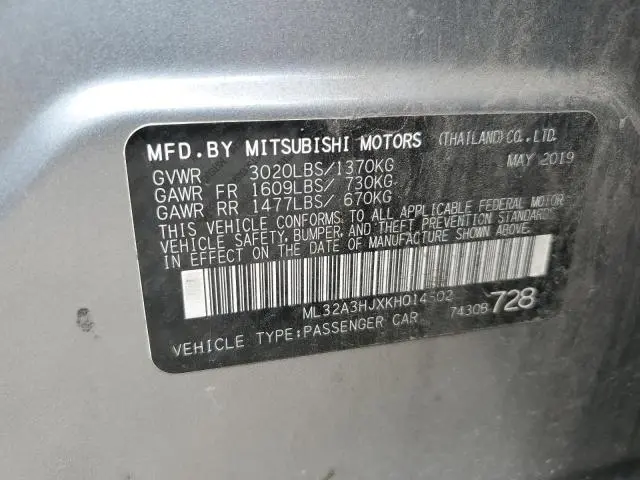 MFD.BY MITSUBISHI MOTORS (THAILAND)CO.,LTD.
GVWR 3020LBS/1370KG MAY 2019
GAWR FR 1609LBS/ 730KG
GAWR RR 1477LBS/ 670KG
THIS VEHICLE CONFORMS TO ALL APPLICABLE FEDERAL MOTOR
VEHICLE SAFETY,BUMPER,AND THEFT PREVENTION STANDARDS
IN EFFECT ON THE DATE OF MANUFACTURE SHOWN ABOVE.
7430B 728
VEHICLE TYPE:PASSENGER CAR